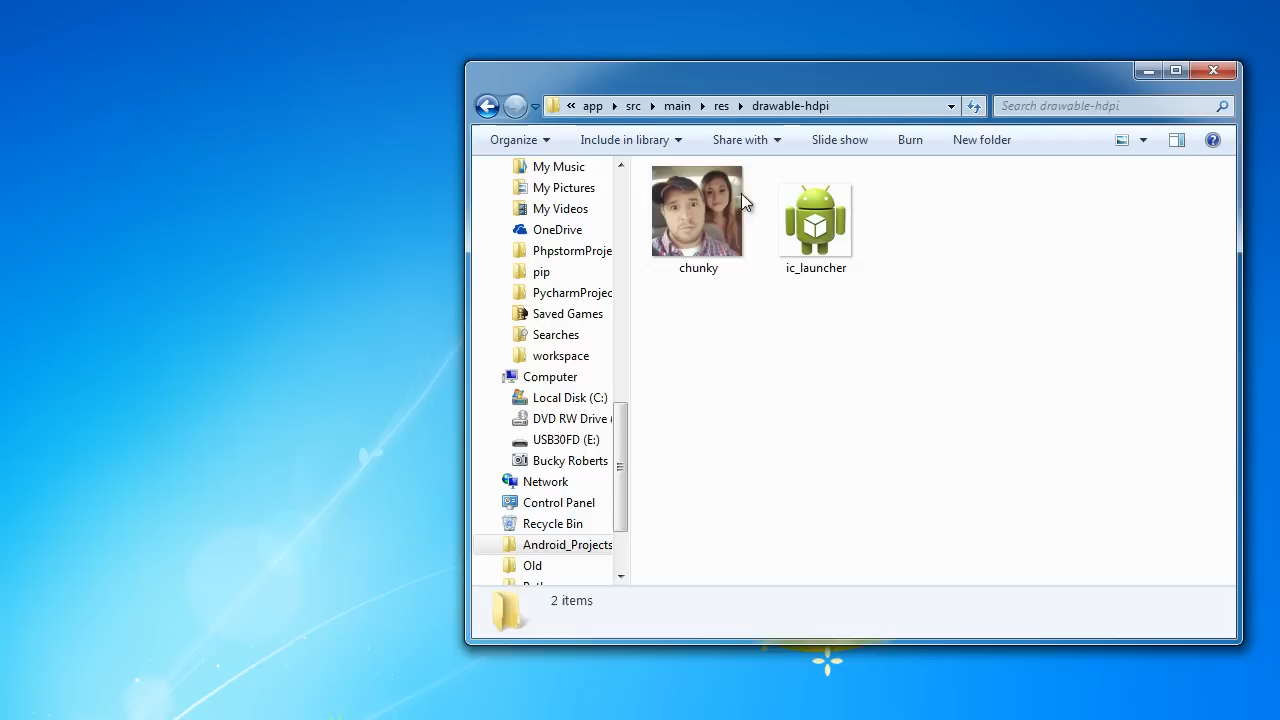 « app › src › main › res › drawable-hdpi
Search drawable-hdpi
Organize Include in library Share with Slide show Burn New folder
My Music
My Pictures
My Videos
OneDrive
PhpstormProje
pip
PycharmProjec
Saved Games
Searches
workspace
Computer
Local Disk (C:)
DVD RW Drive (
USB30FD (E:)
Bucky Roberts
Network
Control Panel
Recycle Bin
Android_Projects
Old
chunky
ic_launcher
2 items